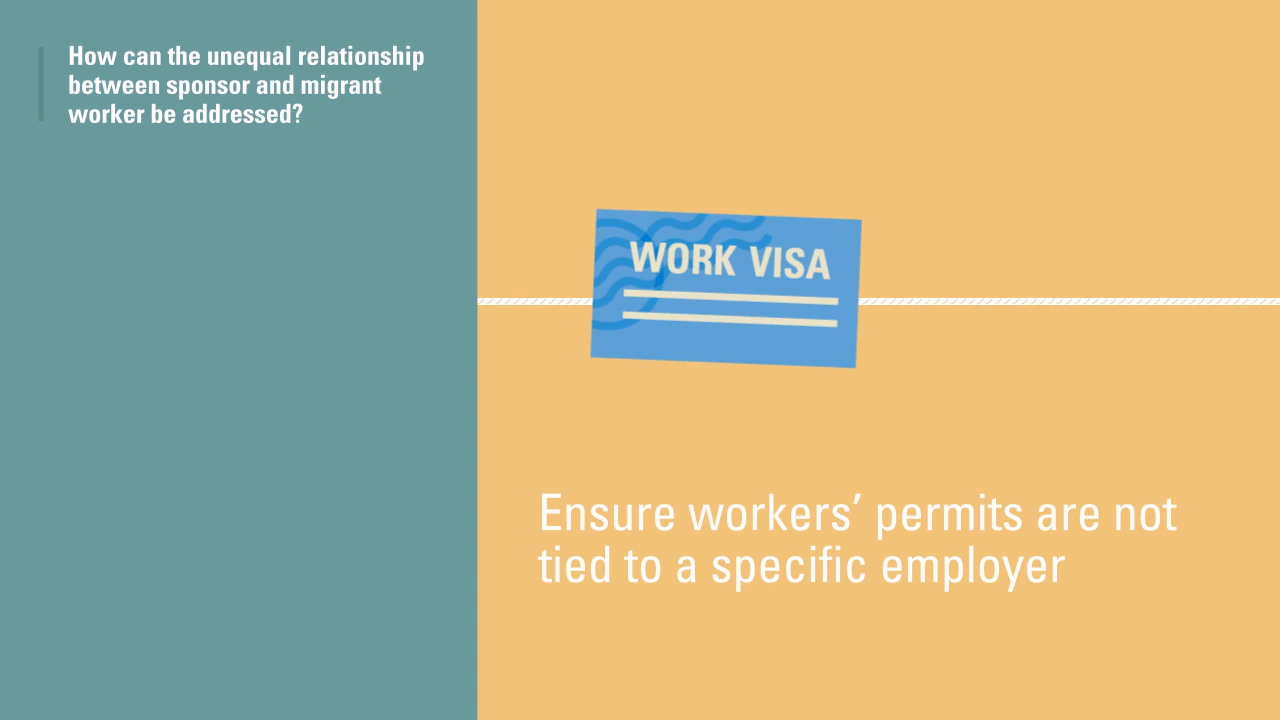 How can the unequal relationship
between sponsor and migrant
worker be addressed?
WORK VISA
Ensure workers’ permits are not
tied to a specific employer